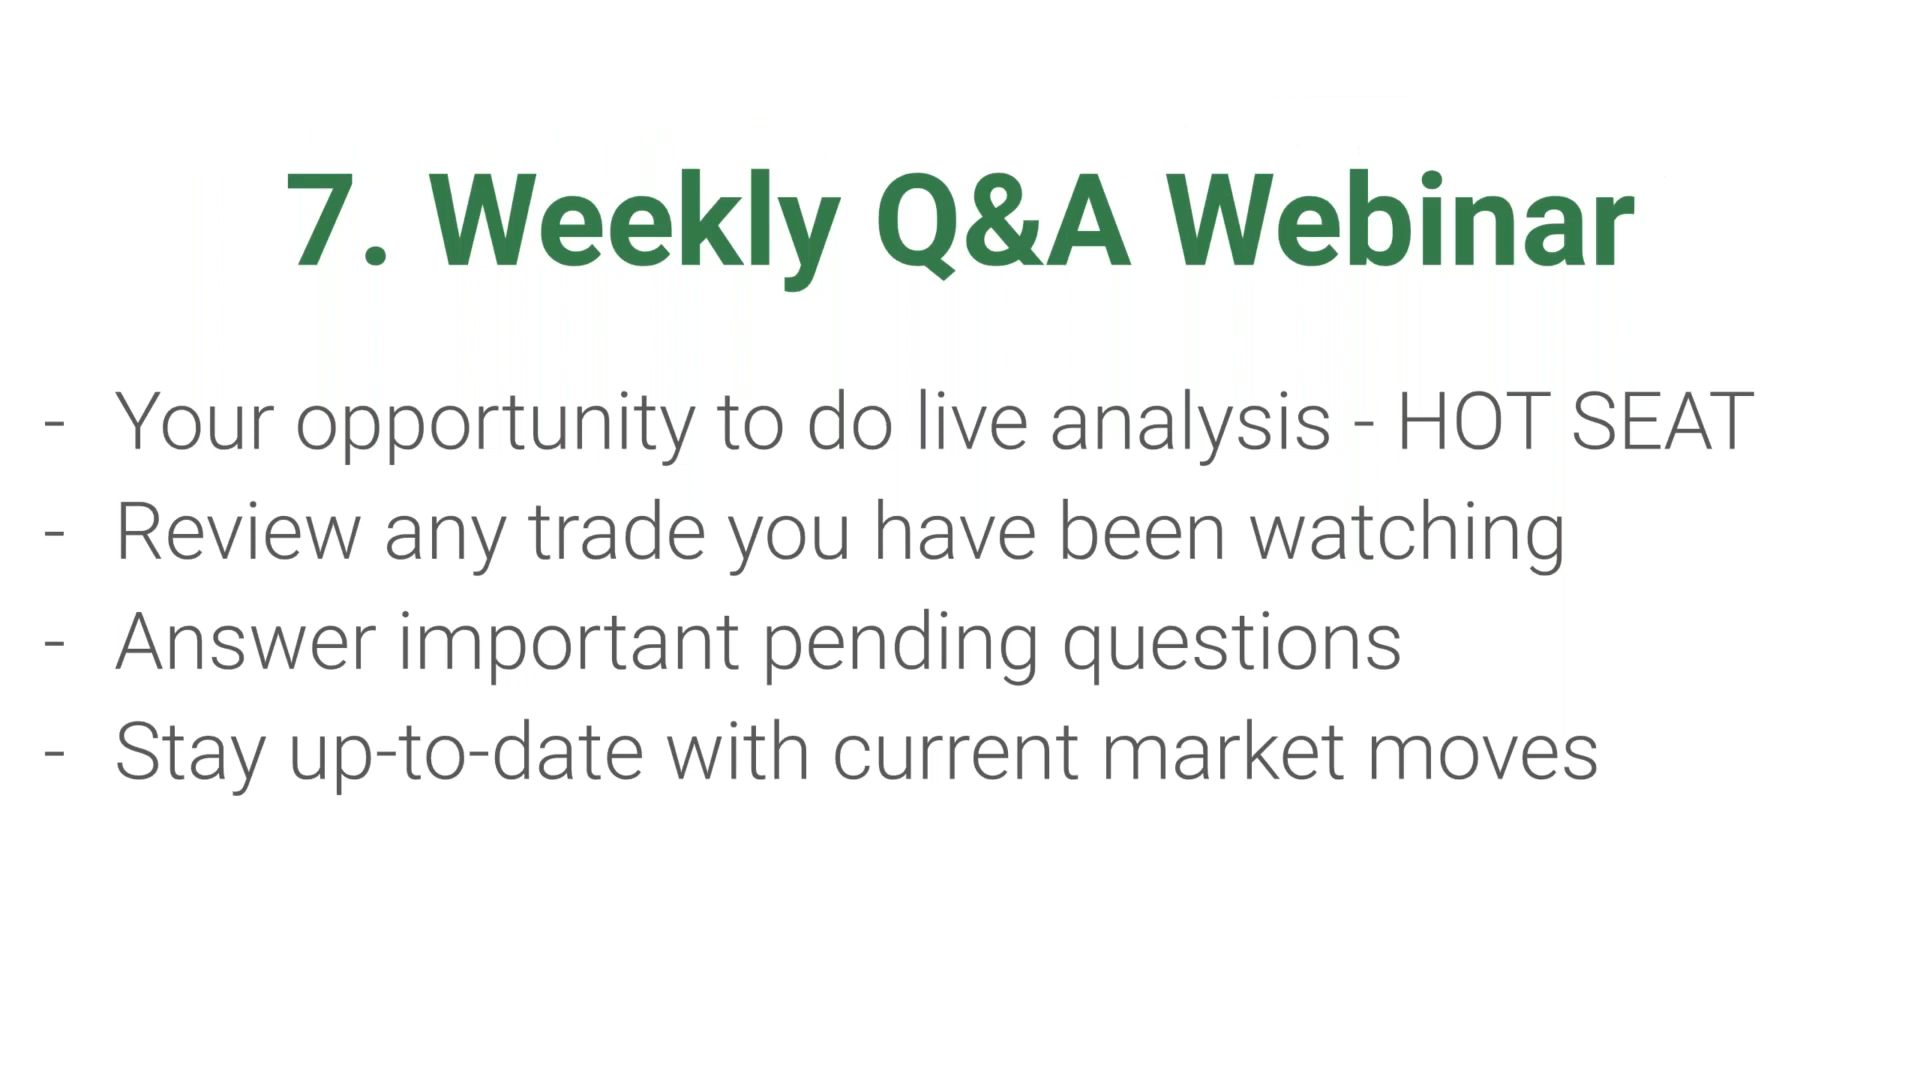 7. Weekly Q&A Webinar
- Your opportunity to do live analysis - HOT SEAT
- Review any trade you have been watching
- Answer important pending questions
- Stay up-to-date with current market moves